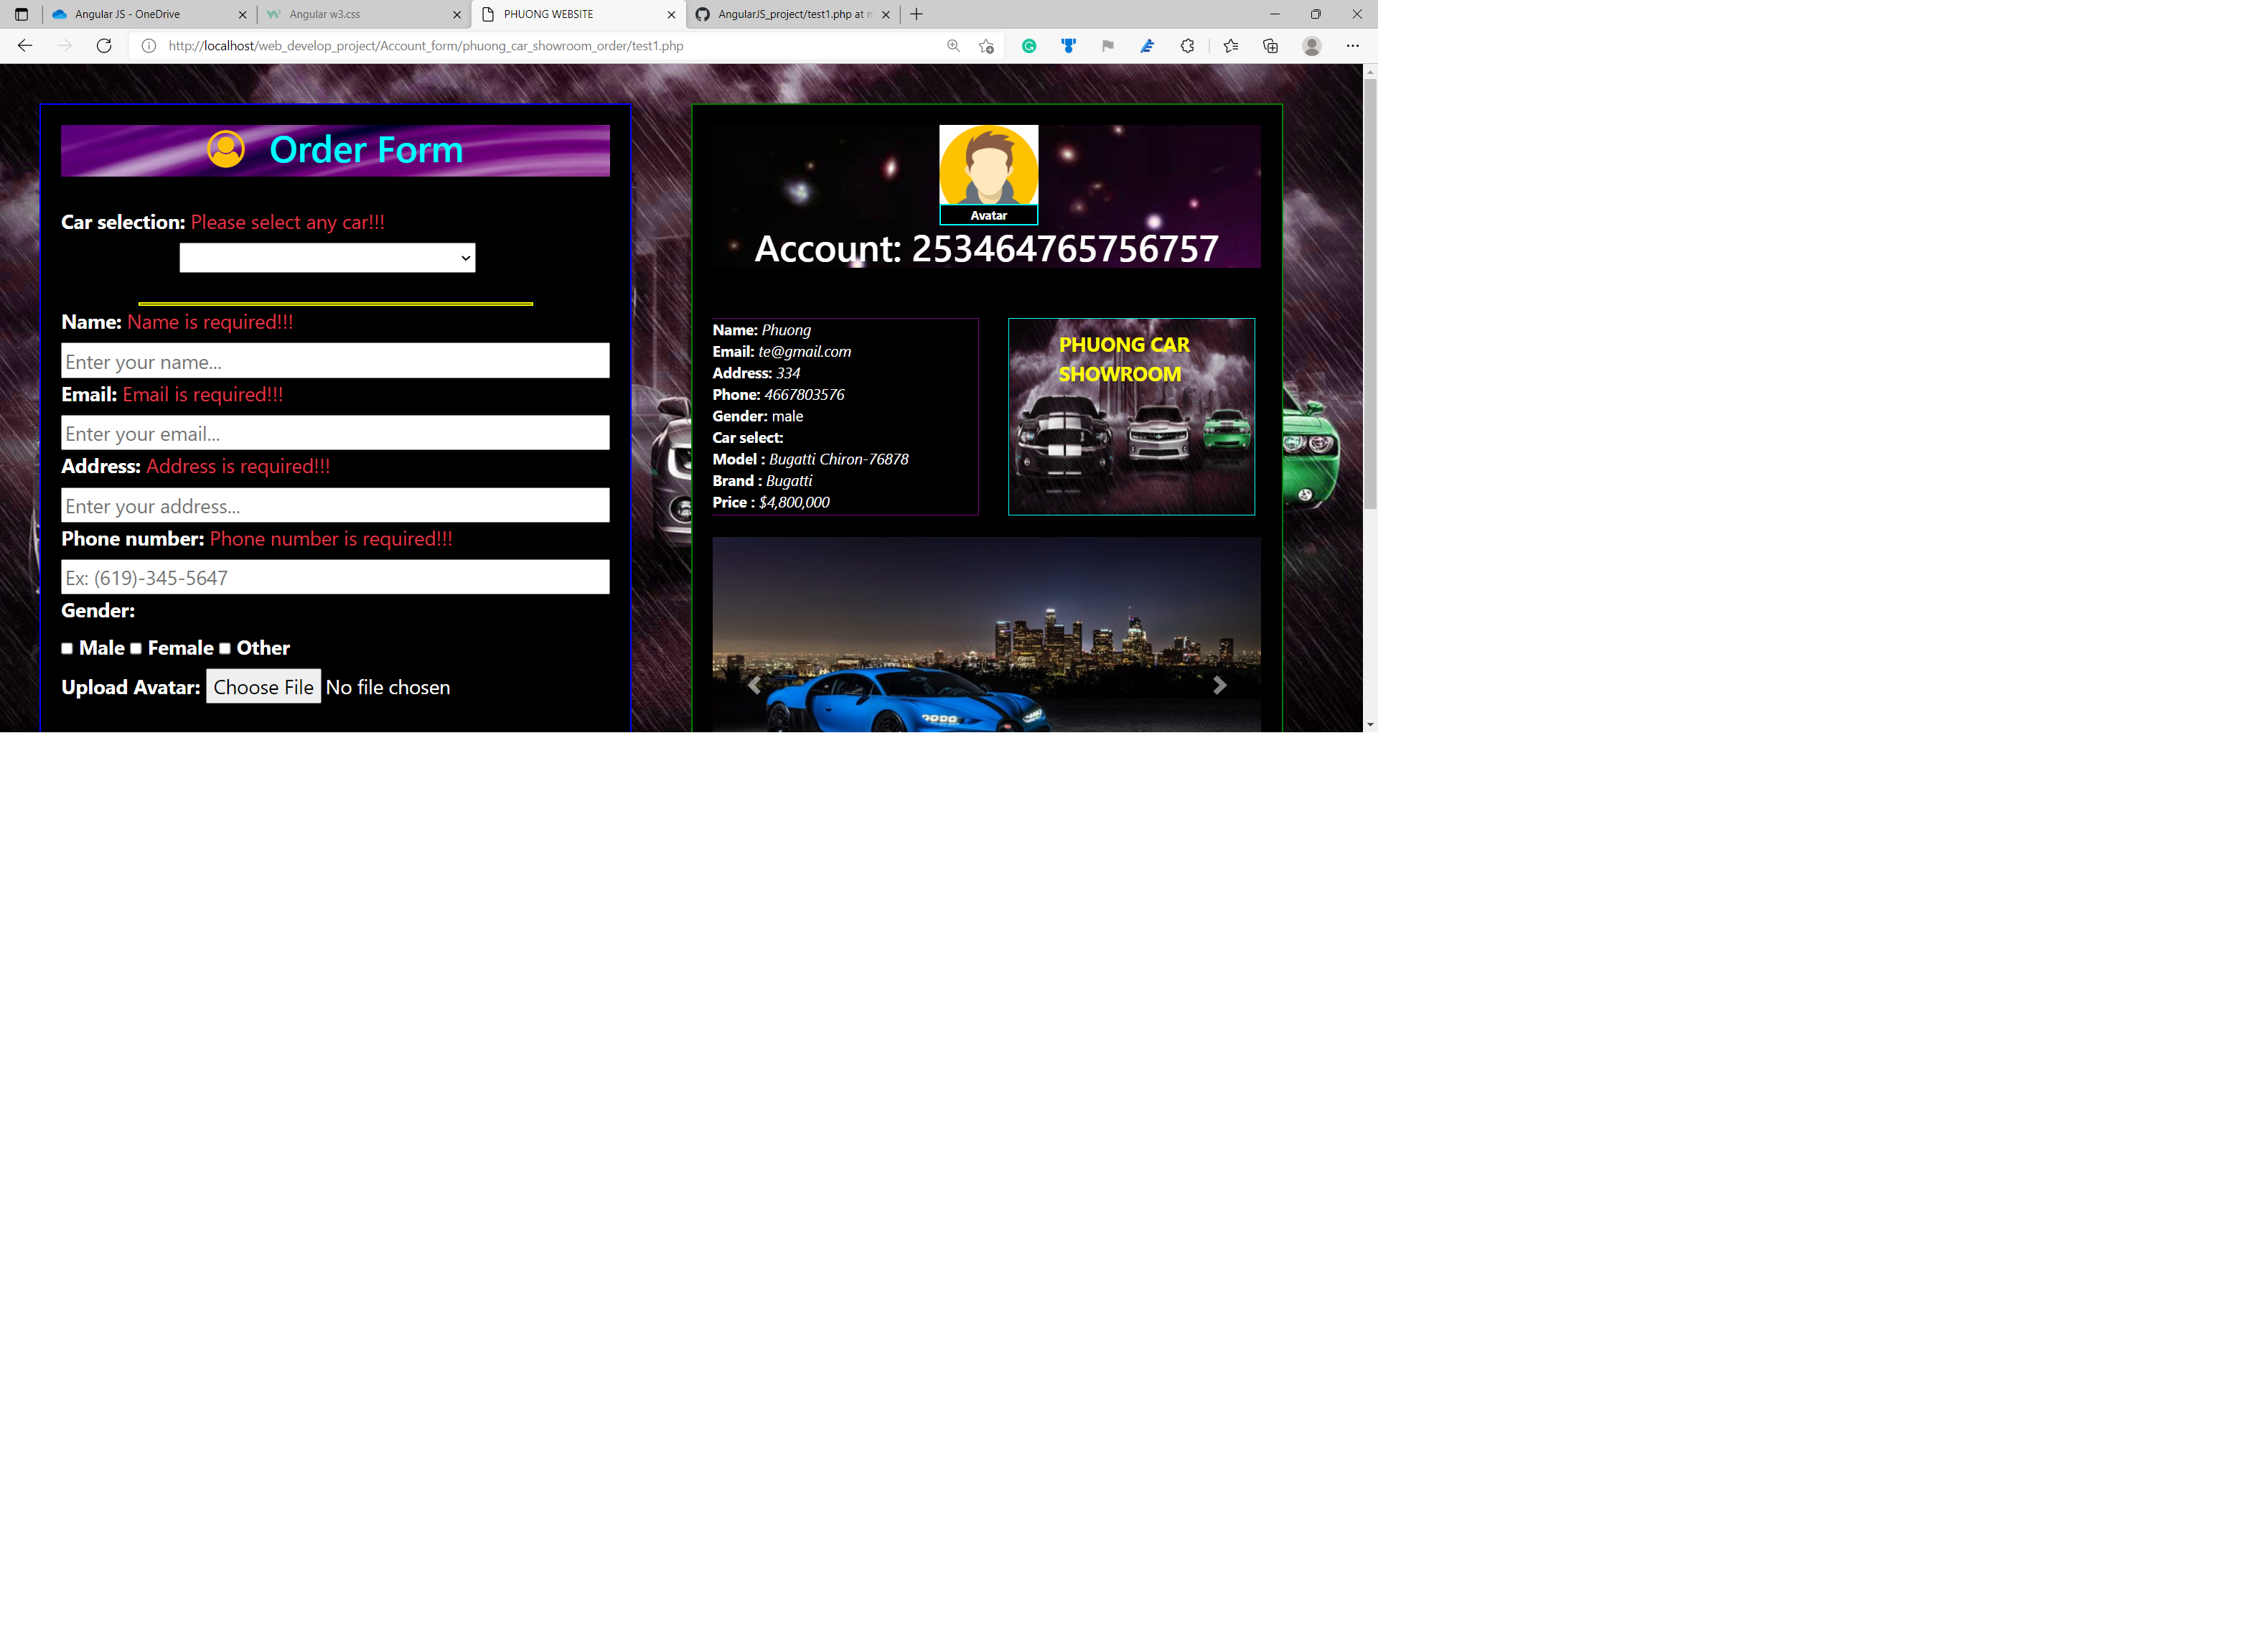 Angular JS - OneDrive
Angular w3.css
PHUONG WEBSITE
AngularJS_project/test1.php at m
http://localhost/web_develop_project/Account_form/phuong_car_showroom_order/test1.php
Order Form
Car selection: Please select any car!!!
Name: Name is required!!!
Enter your name...
Email: Email is required!!!
Enter your email...
Address: Address is required!!!
Enter your address...
Phone number: Phone number is required!!!
Ex: (619)-345-5647
Gender:
Male Female Other
Upload Avatar: Choose File No file chosen
Avatar
Account: 253464765756757
Name: Phuong
Email: te@gmail.com
Address: 334
Phone: 4667803576
Gender: male
Car select:
Model : Bugatti Chiron-76878
Brand : Bugatti
Price : $4,800,000
PHUONG CAR
SHOWROOM